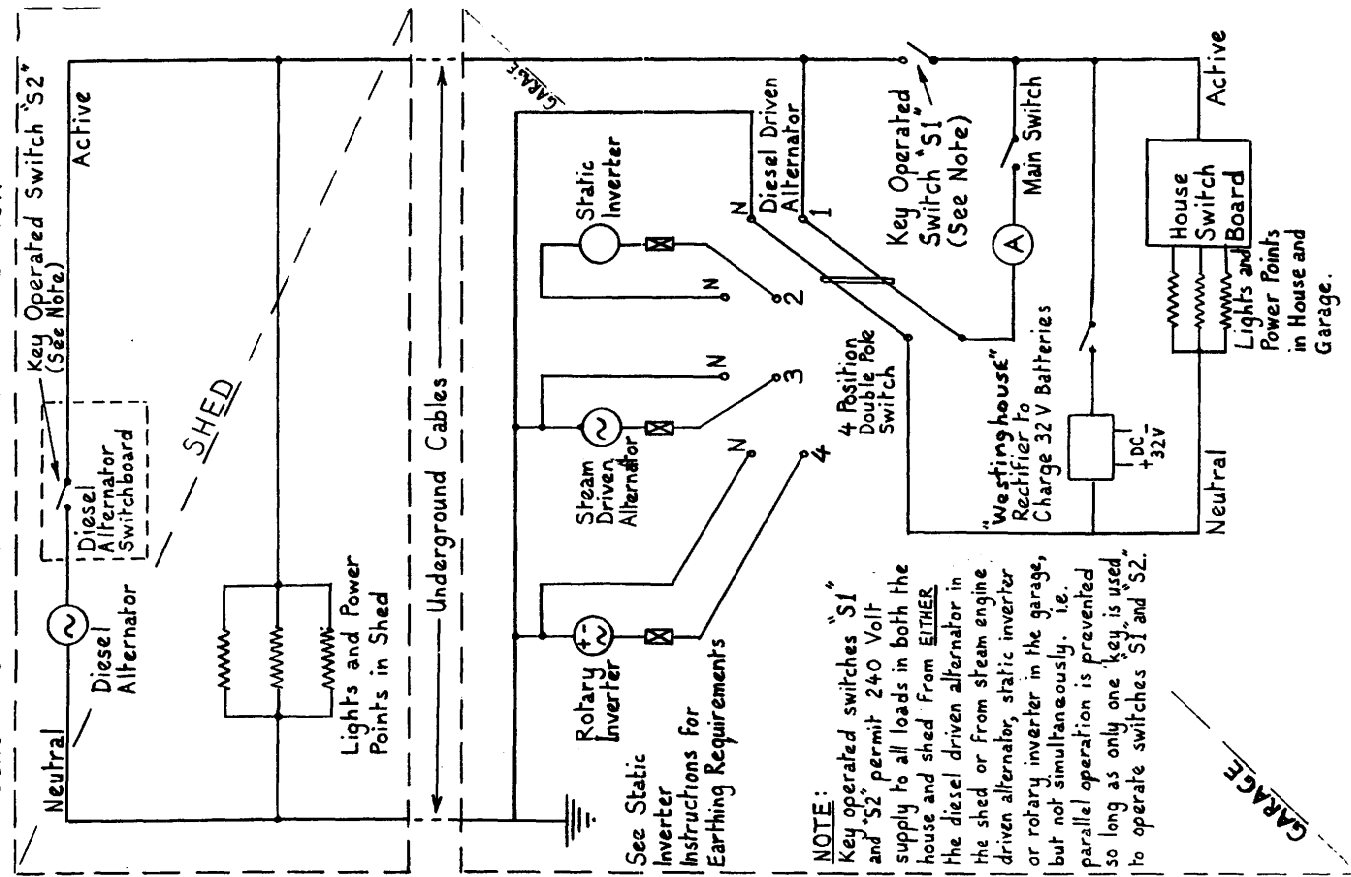 Key Operated Switch "S2"
(See Note)
Active
Neutral
Diesel
Alternator
Switchboard
Diesel
Alternator
SHED
Lights and Power
Points in Shed
Underground Cables
GARAGE
Static
Inverter
N
2
Steam
Driven
Alternator
N
3
Rotary
Inverter
+ -
N
4
Diesel Driven
Alternator
N
1
4 Position
Double Pole
Switch
Key Operated
Switch "S1"
(See Note)
Main Switch
A
Active
House
Switch
Board
Lights and
Power Points
in House and
Garage.
"Westinghouse"
Rectifier to
Charge 32 V Batteries
+ DC -
32V
Neutral
See Static
Inverter
Instructions for
Earthing Requirements
NOTE:
Key operated switches "S1"
and "S2" permit 240 Volt
supply to all loads in both the
house and shed from EITHER
the diesel driven alternator in
the shed or from steam engine
driven alternator, static inverter
or rotary inverter in the garage,
but not simultaneously. i.e.
parallel operation is prevented
so long as only one "key" is used
to operate switches "S1" and "S2".
GARAGE